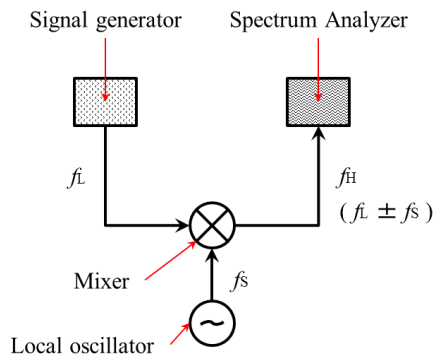 Signal generator
Spectrum Analyzer
fL
fH
( fL ± fS )
Mixer
fS
Local oscillator
~